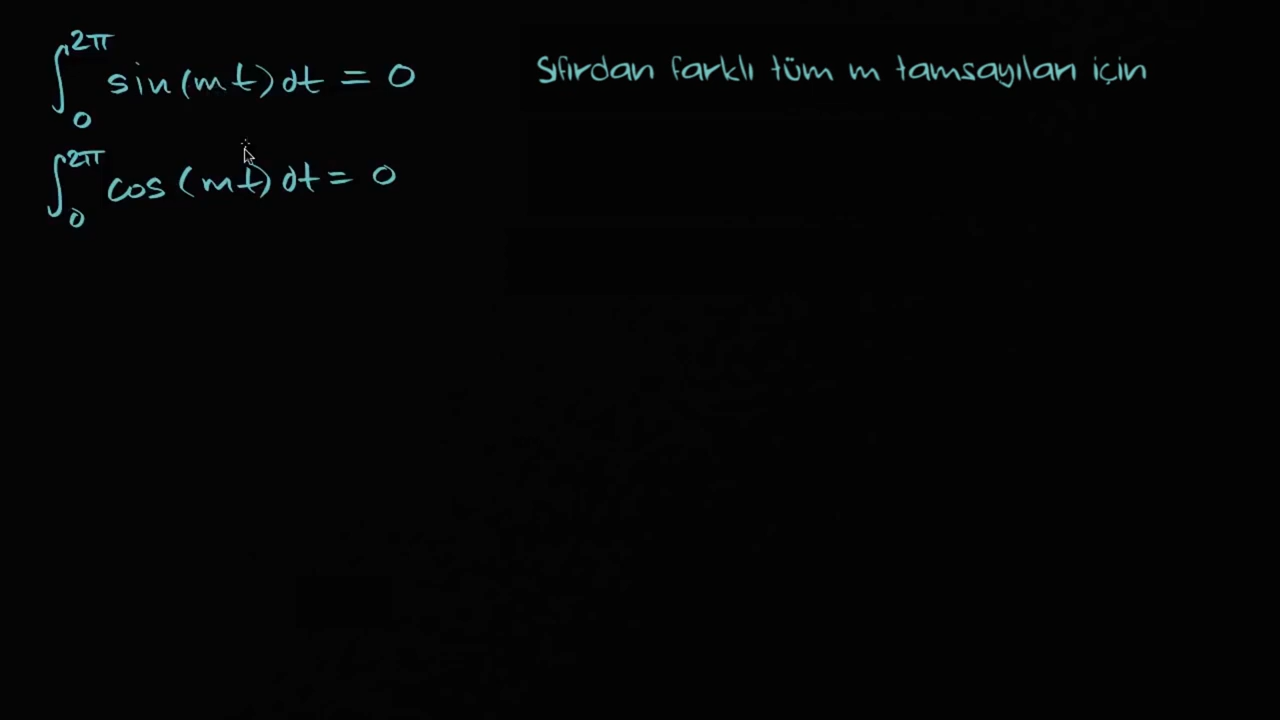 ∫₀^2π sin(mt)dt = 0 Sıfırdan farklı tüm m tamsayıları için
∫₀^2π cos(mt)dt = 0